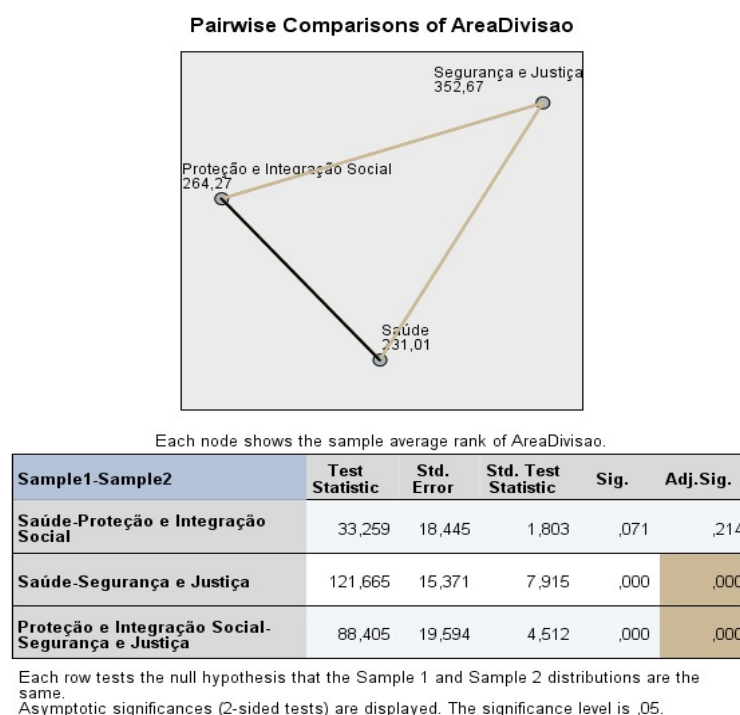 Pairwise Comparisons of AreaDivisao
Segurança e Justiça
352,67
Proteção e Integração Social
264,27
Saúde
231,01
Each node shows the sample average rank of AreaDivisao.
Sample1-Sample2 Test Statistic Std. Error Std. Test Statistic Sig. Adj.Sig.
Saúde-Proteção e Integração Social 33,259 18,445 1,803 ,071 ,214
Saúde-Segurança e Justiça 121,665 15,371 7,915 ,000 ,000
Proteção e Integração Social-Segurança e Justiça 88,405 19,594 4,512 ,000 ,000
Each row tests the null hypothesis that the Sample 1 and Sample 2 distributions are the
same.
Asymptotic significances (2-sided tests) are displayed. The significance level is ,05.